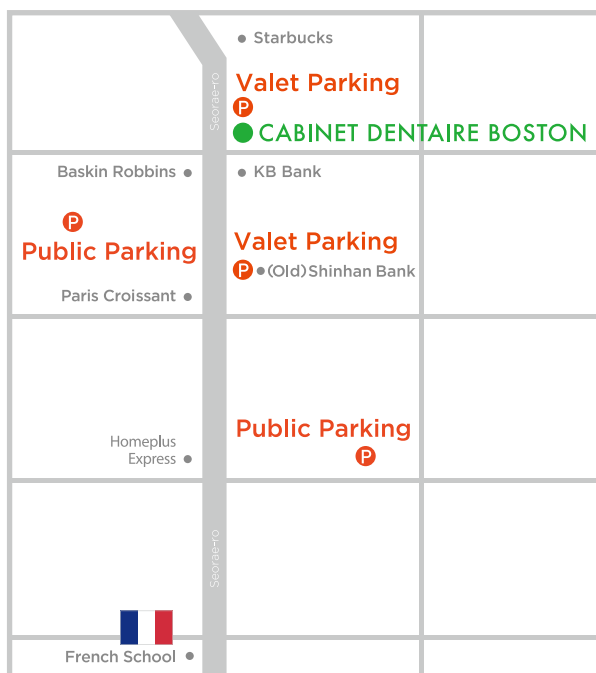 Starbucks
Seorae-ro
Valet Parking
P
CABINET DENTAIRE BOSTON
Baskin Robbins
KB Bank
P
Public Parking
Valet Parking
P (Old)Shinhan Bank
Paris Croissant
Public Parking
P
Homeplus
Express
Seorae-ro
French School